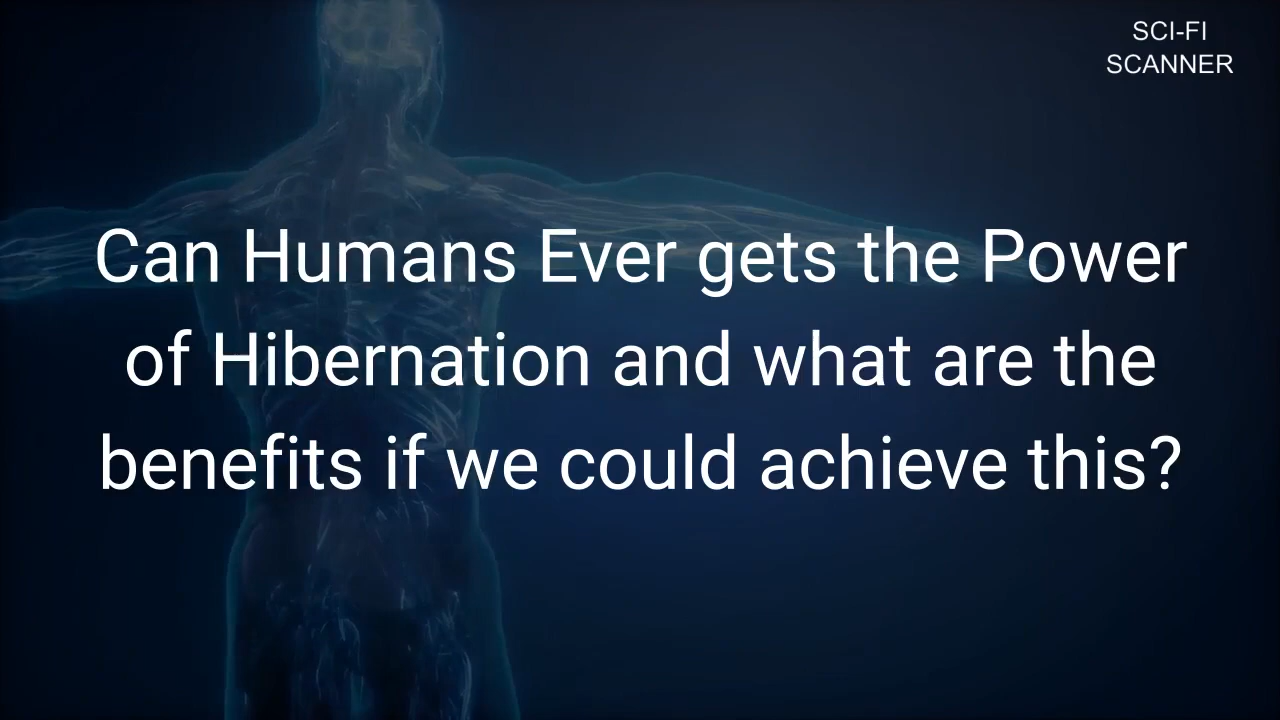 SCI-FI
SCANNER
Can Humans Ever gets the Power
of Hibernation and what are the
benefits if we could achieve this?